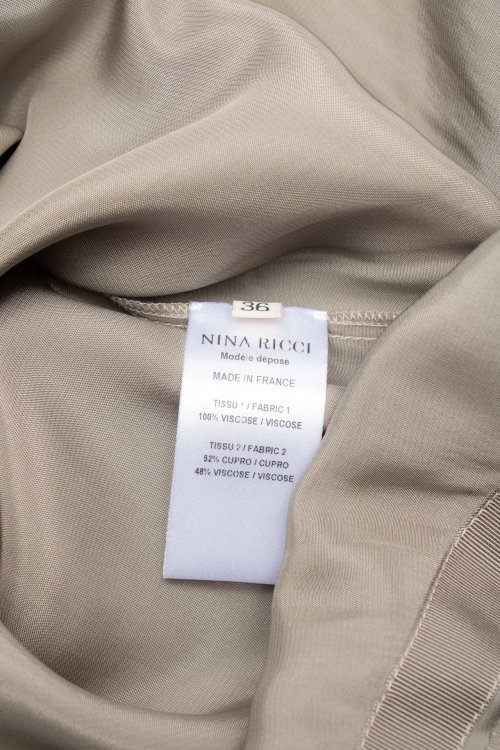 36
NINA RICCI
Modèle déposé
MADE IN FRANCE
TISSU 1 / FABRIC 1
100% VISCOSE / VISCOSE
TISSU 2 / FABRIC 2
52% CUPRO / CUPRO
48% VISCOSE / VISCOSE